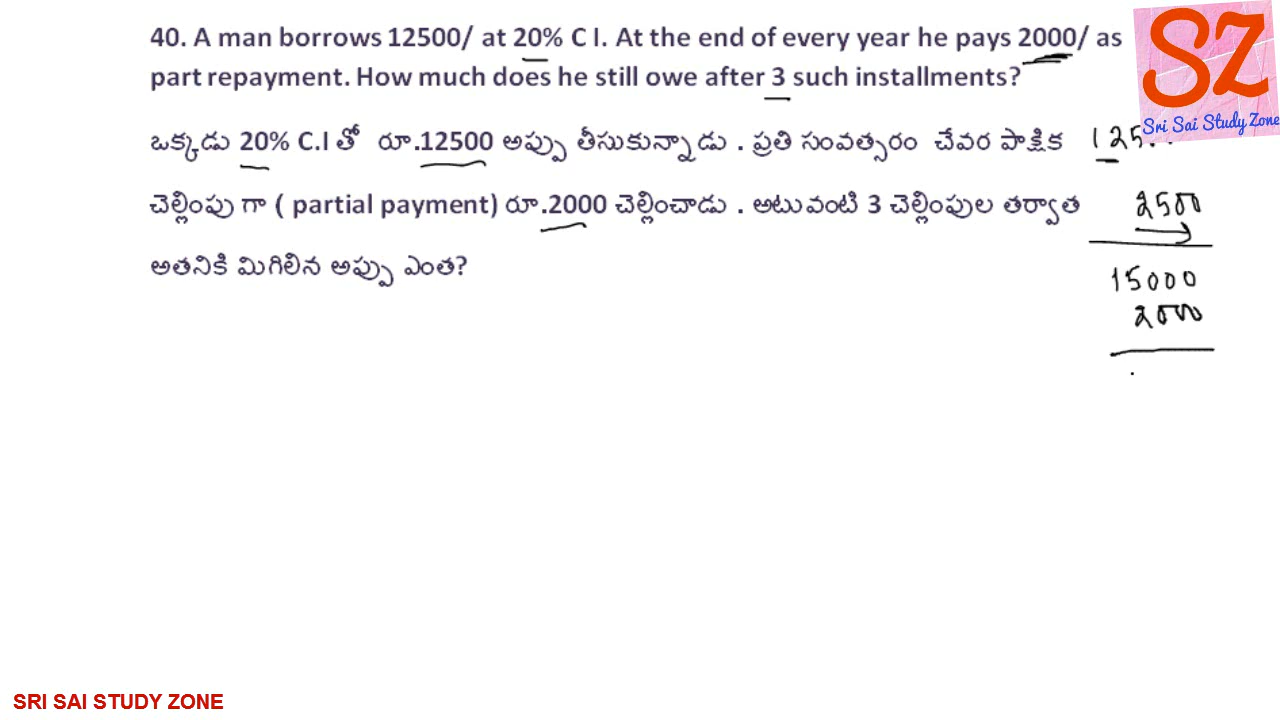 40. A man borrows 12500/ at 20% C I. At the end of every year he pays 2000/ as
part repayment. How much does he still owe after 3 such installments?
ఒక్కడు 20% C.I తో రూ.12500 అప్పు తీసుకున్నాడు . ప్రతి సంవత్సరం చేవర పాక్షిక
చెల్లింపు గా ( partial payment) రూ.2000 చెల్లించాడు . అటువంటి 3 చెల్లింపుల తర్వాత
అతనికి మిగిలిన అప్పు ఎంత?
2500
15000
2000
SZ
Sri Sai Study Zone
SRI SAI STUDY ZONE